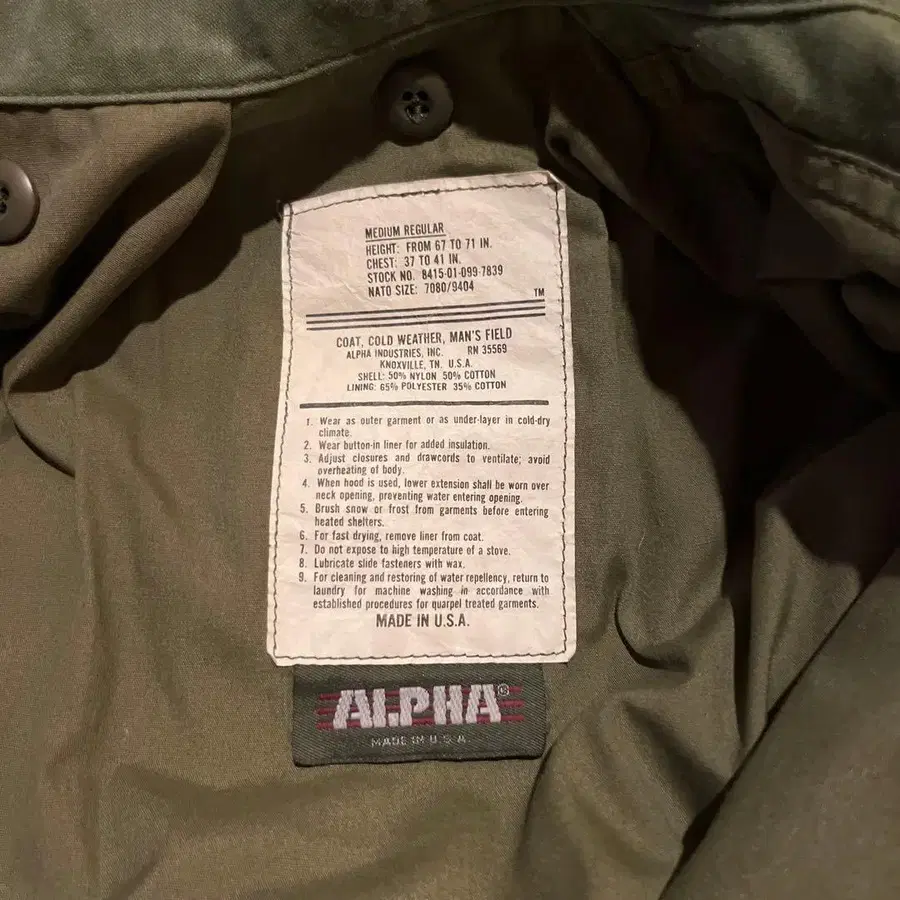 MEDIUM REGULAR
HEIGHT: FROM 67 TO 71 IN.
CHEST: 37 TO 41 IN.
STOCK NO. 8415-01-099-7839
NATO SIZE: 7080/9404
TM
COAT, COLD WEATHER, MAN'S FIELD
ALPHA INDUSTRIES, INC. RN 35569
KNOXVILLE, TN. U.S.A.
SHELL: 50% NYLON 50% COTTON
LINING: 65% POLYESTER 35% COTTON
1. Wear as outer garment or as under-layer in cold-dry
climate.
2. Wear button-in liner for added insulation.
3. Adjust closures and drawcords to ventilate; avoid
overheating of body.
4. When hood is used, lower extension shall be worn over
neck opening, preventing water entering opening.
5. Brush snow or frost from garments before entering
heated shelters.
6. For fast drying, remove liner from coat.
7. Do not expose to high temperature of a stove.
8. Lubricate slide fasteners with wax.
9. For cleaning and restoring of water repellency, return to
laundry for machine washing in accordance with
established procedures for quarpel treated garments.
MADE IN U.S.A.
ALPHA®
MADE IN U.S.A